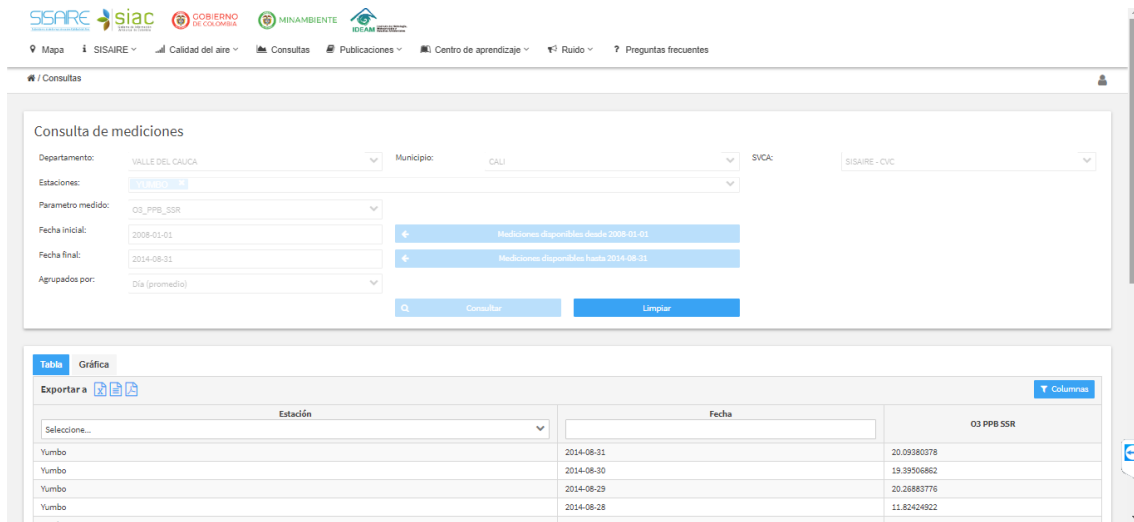 SISAIRE siac GOBIERNO DE COLOMBIA MINAMBIENTE IDEAM
Mapa SISAIRE Calidad del aire Consultas Publicaciones Centro de aprendizaje Ruido ? Preguntas frecuentes
/ Consultas
Consulta de mediciones
Departamento: VALLE DEL CAUCA Municipio: CALI SVCA: SISAIRE - CVC
Estaciones: YUMBO
Parametro medido: O3_PPB_SSR
Fecha inicial: 2008-01-01 Mediciones disponibles desde 2008-01-01
Fecha final: 2014-08-31 Mediciones disponibles hasta 2014-08-31
Agrupados por: Día (promedio)
Consultar Limpiar
Tabla Gráfica
Exportar a Columnas
Estación Fecha O3 PPB SSR
Seleccione...
Yumbo 2014-08-31 20.09380378
Yumbo 2014-08-30 19.39506862
Yumbo 2014-08-29 20.26883776
Yumbo 2014-08-28 11.82424922